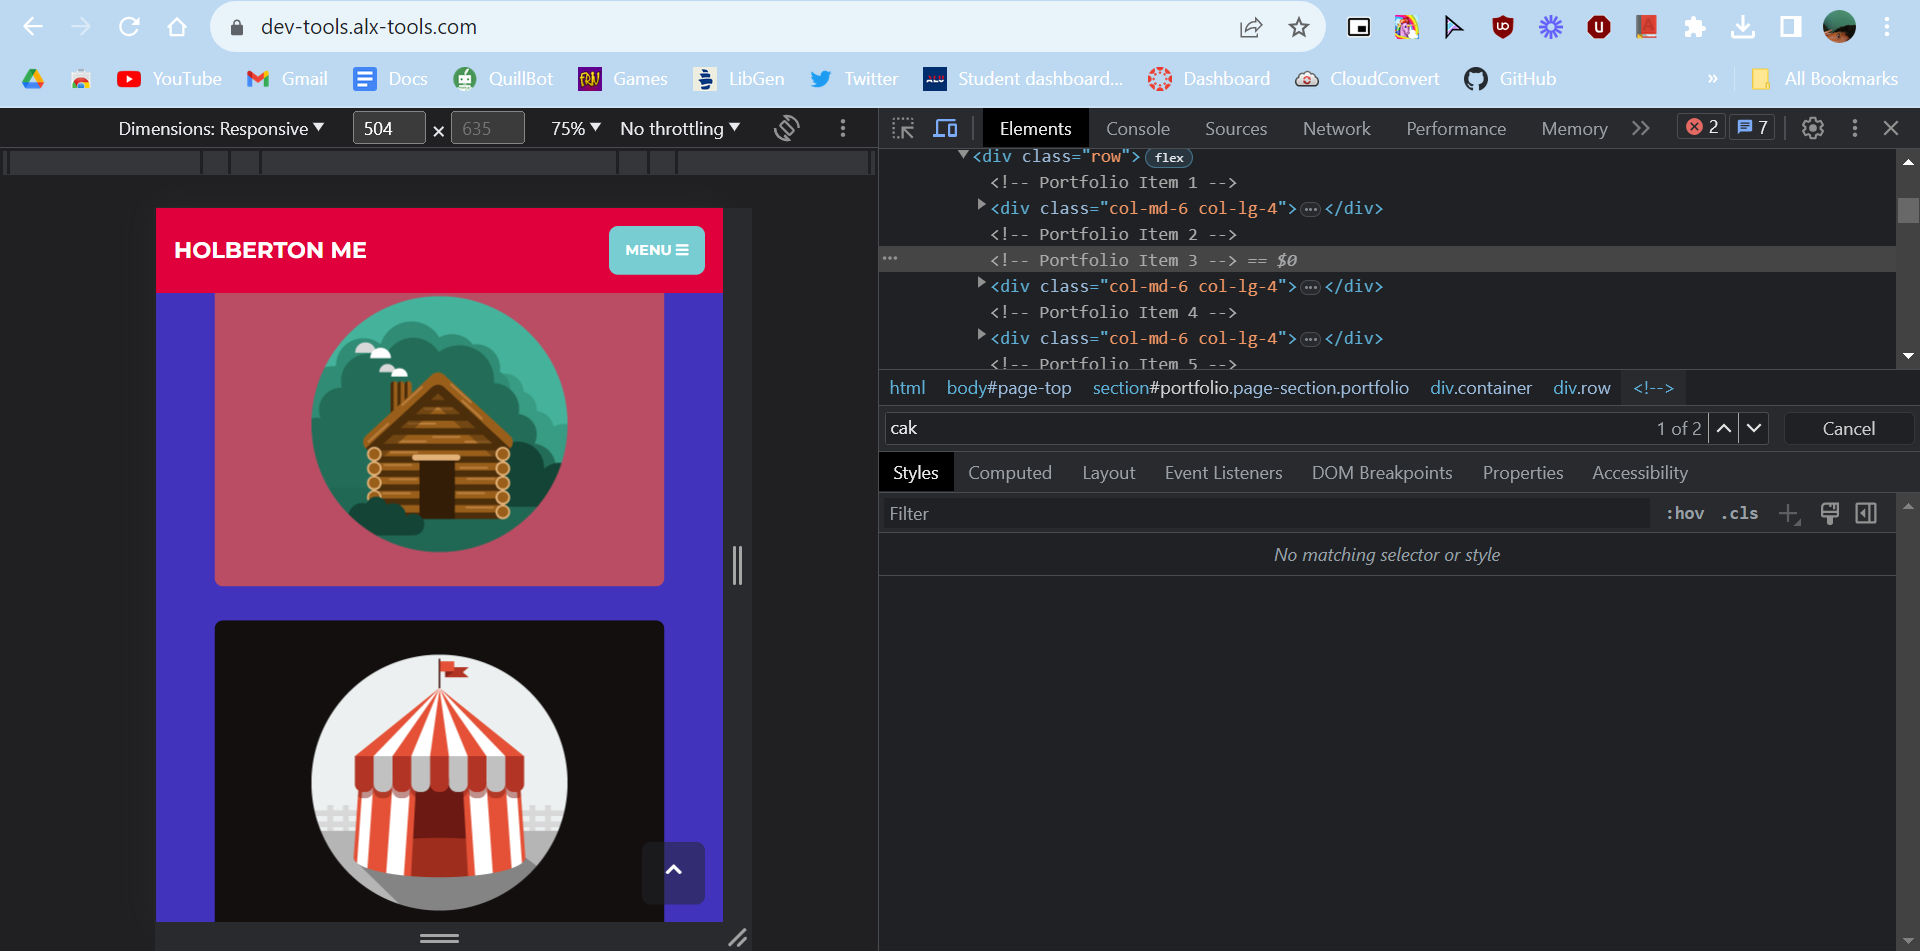 dev-tools.alx-tools.com
YouTube Gmail Docs QuillBot Games LibGen Twitter Student dashboard... Dashboard CloudConvert GitHub » All Bookmarks
Dimensions: Responsive 504 × 635 75% No throttling
Elements Console Sources Network Performance Memory 2 7
<div class="row"> flex
<!-- Portfolio Item 1 -->
<div class="col-md-6 col-lg-4"> ⋯ </div>
<!-- Portfolio Item 2 -->
<!-- Portfolio Item 3 --> == $0
<div class="col-md-6 col-lg-4"> ⋯ </div>
<!-- Portfolio Item 4 -->
<div class="col-md-6 col-lg-4"> ⋯ </div>
<!-- Portfolio Item 5 -->
html body#page-top section#portfolio.page-section.portfolio div.container div.row <!-->
cak 1 of 2 Cancel
Styles Computed Layout Event Listeners DOM Breakpoints Properties Accessibility
Filter :hov .cls
No matching selector or style
HOLBERTON ME MENU